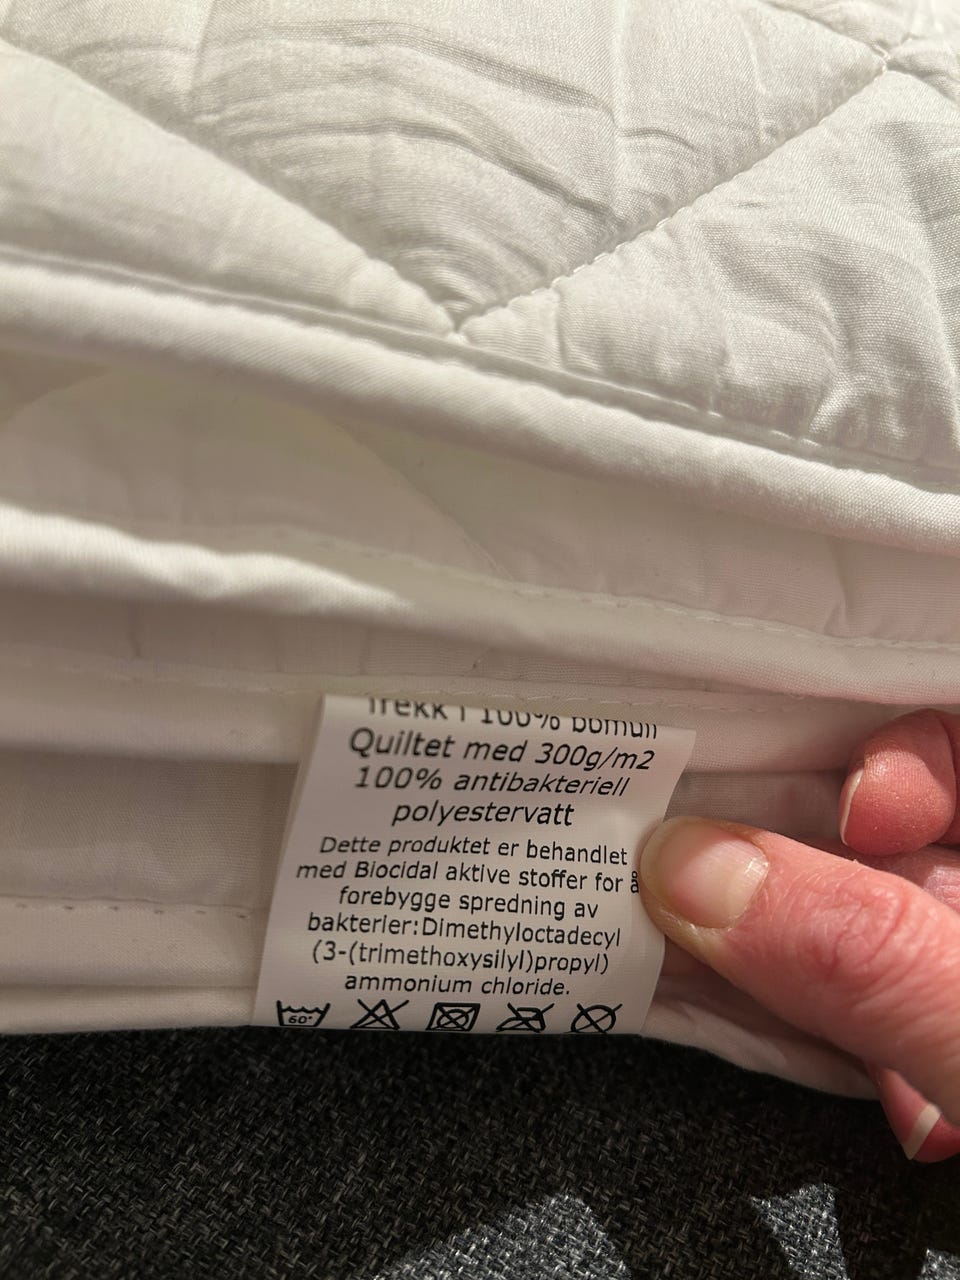 Trekk i 100% bomull
Quiltet med 300g/m2
100% antibakteriell
polyestervatt
Dette produktet er behandlet
med Biocidal aktive stoffer for å
forebygge spredning av
bakterier:Dimethyloctadecyl
(3-(trimethoxysilyl)propyl)
ammonium chloride.
60°